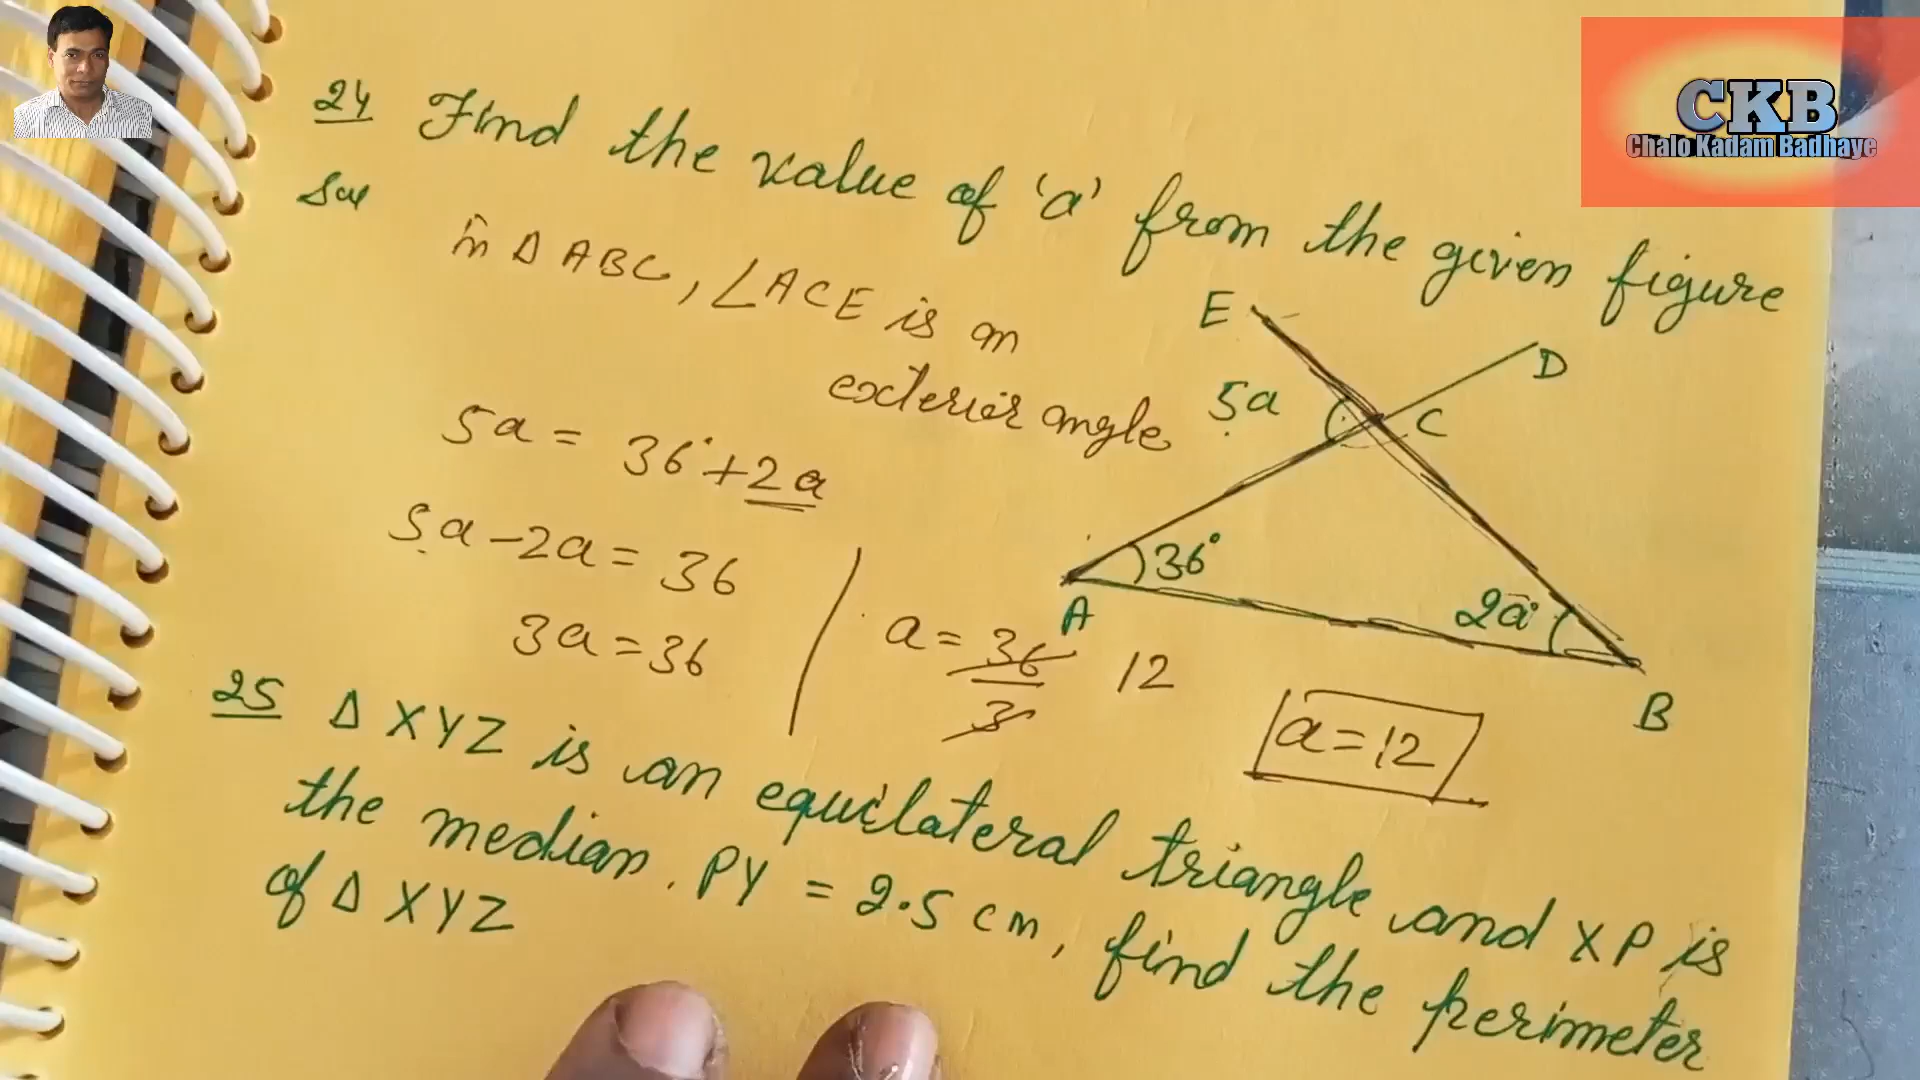 CKB
Chalo Kadam Badhaye
24 Find the value of 'a' from the given figure
Sol
in Δ ABC, ∠ACE is an
exterior angle
5a = 36° + 2a
5a - 2a = 36
3a = 36
a = 36/3 12
a = 12
E
D
5a
C
36°
A
2a°
B
25 Δ XYZ is an equilateral triangle and XP is
the median. PY = 2.5 cm, find the perimeter
of Δ XYZ